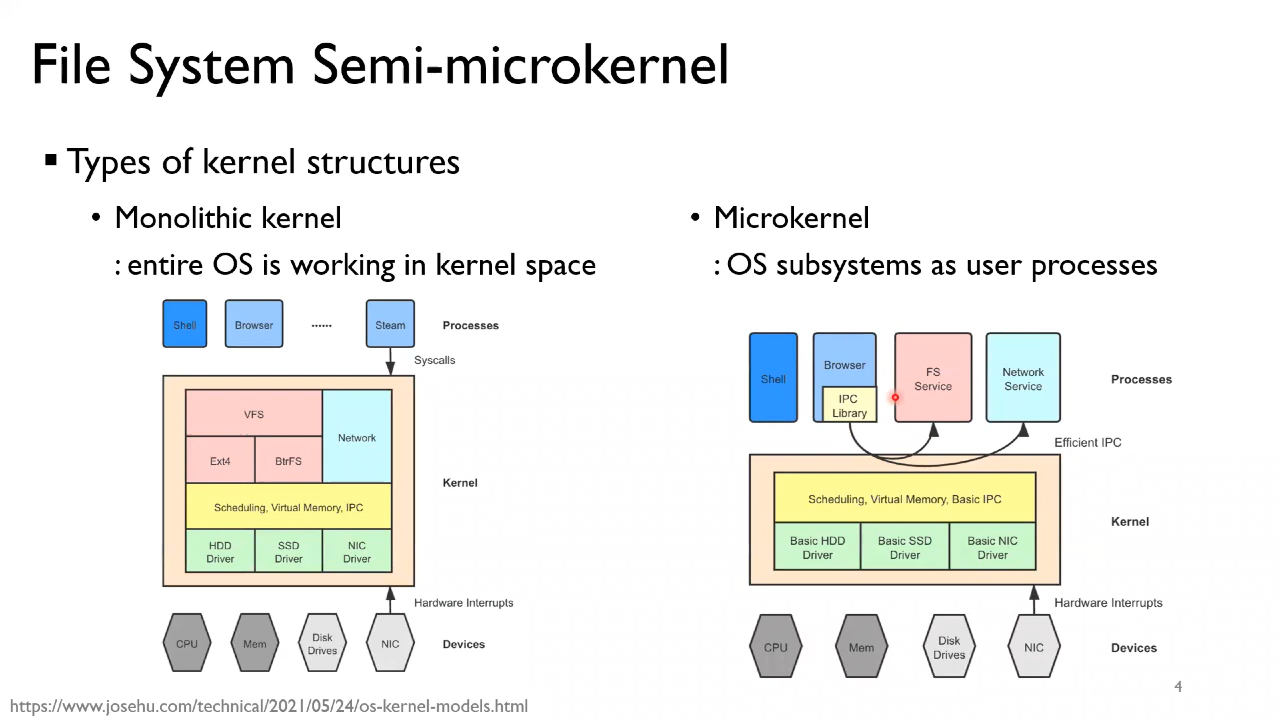 File System Semi-microkernel
▪ Types of kernel structures
• Monolithic kernel
: entire OS is working in kernel space
Shell
Browser
......
Steam
Processes
Syscalls
VFS
Network
Ext4
BtrFS
Scheduling, Virtual Memory, IPC
HDD
Driver
SSD
Driver
NIC
Driver
Kernel
Hardware Interrupts
CPU
Mem
Disk
Drives
NIC
Devices
• Microkernel
: OS subsystems as user processes
Shell
Browser
IPC
Library
FS
Service
Network
Service
Processes
Efficient IPC
Scheduling, Virtual Memory, Basic IPC
Basic HDD
Driver
Basic SSD
Driver
Basic NIC
Driver
Kernel
Hardware Interrupts
CPU
Mem
Disk
Drives
NIC
Devices
4
https://www.josehu.com/technical/2021/05/24/os-kernel-models.html